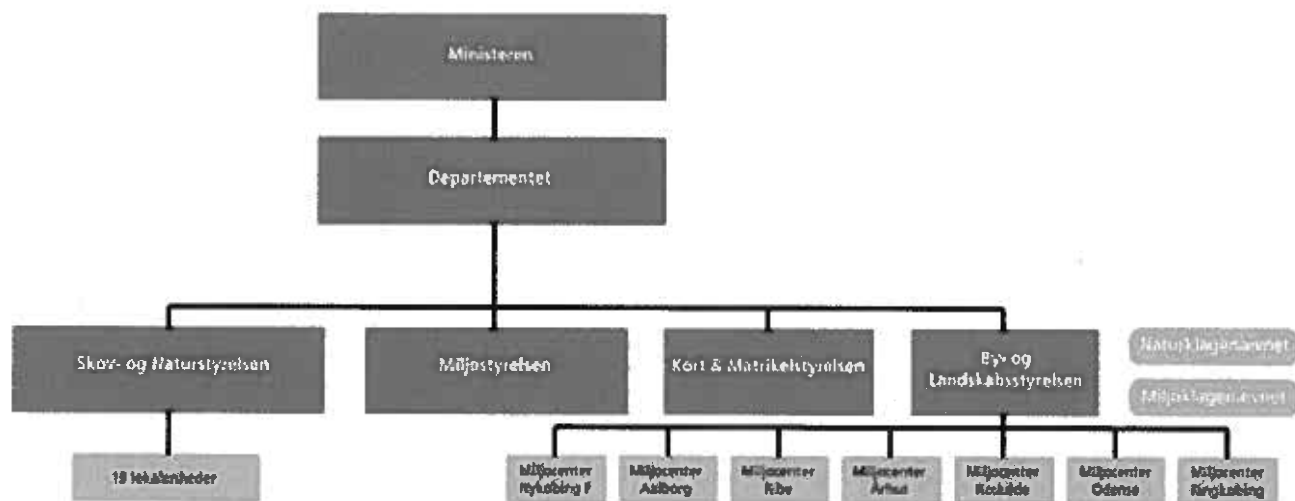 Ministeren
Departementet
Skov- og Naturstyrelsen
Miljøstyrelsen
Kort & Matrikelstyrelsen
By- og
Landskabsstyrelsen
Naturklagenævnet
Miljøklagenævnet
19 lokalenheder
Miljøcenter
Nykøbing F
Miljøcenter
Aalborg
Miljøcenter
Ribe
Miljøcenter
Århus
Miljøcenter
Roskilde
Miljøcenter
Odense
Miljøcenter
Ringkøbing